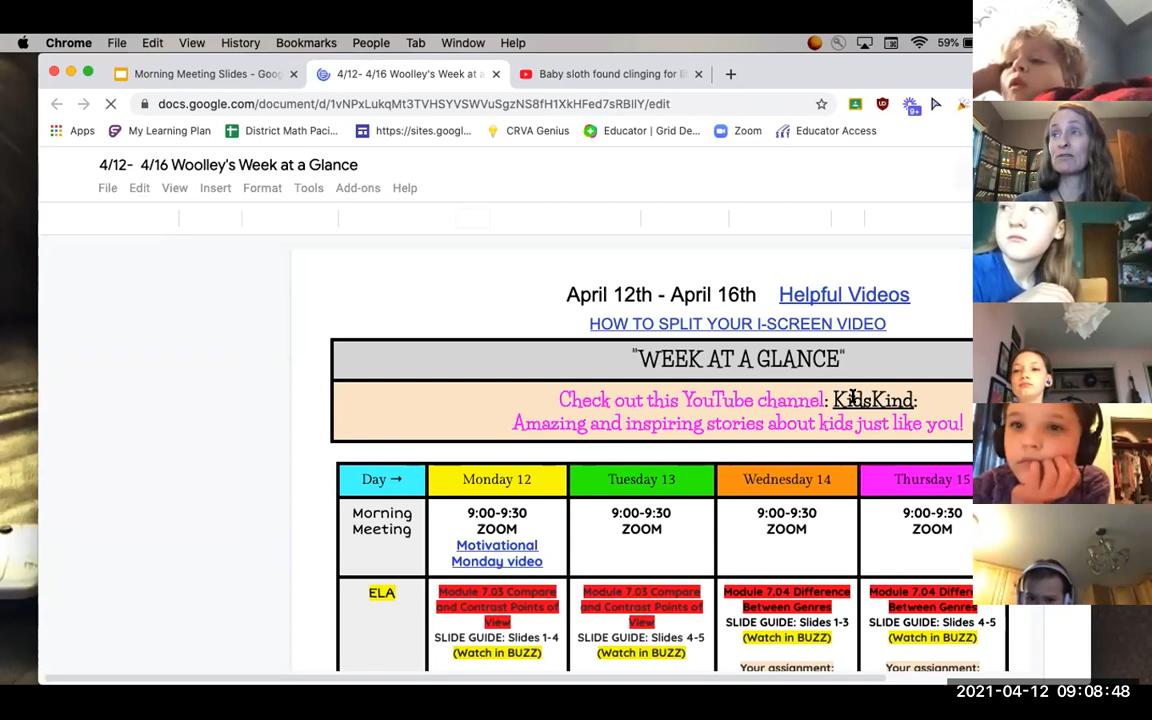 Chrome File Edit View History Bookmarks People Tab Window Help 59%
Morning Meeting Slides - Goog
4/12- 4/16 Woolley's Week at a
Baby sloth found clinging for
docs.google.com/document/d/1vNPxLukqMt3TVHSYVSWVuSgzNS8fH1XkHFed7sRBIlY/edit
9+
Apps My Learning Plan District Math Paci... https://sites.googl... CRVA Genius Educator | Grid De... Zoom Educator Access
4/12- 4/16 Woolley's Week at a Glance
File Edit View Insert Format Tools Add-ons Help
April 12th - April 16th Helpful Videos
HOW TO SPLIT YOUR I-SCREEN VIDEO
"WEEK AT A GLANCE"
Check out this YouTube channel: KidsKind:
Amazing and inspiring stories about kids just like you!
Day → Monday 12 Tuesday 13 Wednesday 14 Thursday 15
Morning Meeting
9:00-9:30
ZOOM
Motivational
Monday video
9:00-9:30
ZOOM
9:00-9:30
ZOOM
9:00-9:30
ZOOM
ELA
Module 7.03 Compare
and Contrast Points of
View
SLIDE GUIDE: Slides 1-4
(Watch in BUZZ)
Module 7.03 Compare
and Contrast Points of
View
SLIDE GUIDE: Slides 4-5
(Watch in BUZZ)
Module 7.04 Difference
Between Genres
SLIDE GUIDE: Slides 1-3
(Watch in BUZZ)
Your assignment:
Module 7.04 Differ
Between Genres
SLIDE GUIDE: Slides 4-5
(Watch in BUZZ)
Your assignment:
2021-04-12 09:08:48